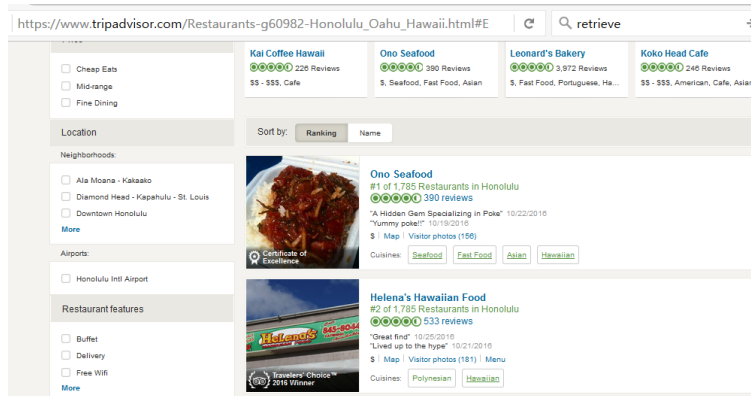 https://www.tripadvisor.com/Restaurants-g60982-Honolulu_Oahu_Hawaii.html#E
retrieve
Cheap Eats
Mid-range
Fine Dining
Location
Neighborhoods:
Ala Moana - Kakaako
Diamond Head - Kapahulu - St. Louis
Downtown Honolulu
More
Airports:
Honolulu Intl Airport
Restaurant features
Buffet
Delivery
Free Wifi
More
Kai Coffee Hawaii
226 Reviews
$$ - $$$, Cafe
Ono Seafood
390 Reviews
$, Seafood, Fast Food, Asian
Leonard's Bakery
3,972 Reviews
$, Fast Food, Portuguese, Ha...
Koko Head Cafe
246 Reviews
$$ - $$$, American, Cafe, Asian
Sort by: Ranking Name
Certificate of
Excellence
Ono Seafood
#1 of 1,785 Restaurants in Honolulu
390 reviews
"A Hidden Gem Specializing in Poke" 10/22/2016
"Yummy poke!!" 10/19/2016
$ | Map | Visitor photos (156)
Cuisines: Seafood Fast Food Asian Hawaiian
Helena's
845-8044
Travelers' Choice™
2016 Winner
Helena's Hawaiian Food
#2 of 1,785 Restaurants in Honolulu
533 reviews
"Great find" 10/25/2016
"Lived up to the hype" 10/21/2016
$ | Map | Visitor photos (181) | Menu
Cuisines: Polynesian Hawaiian